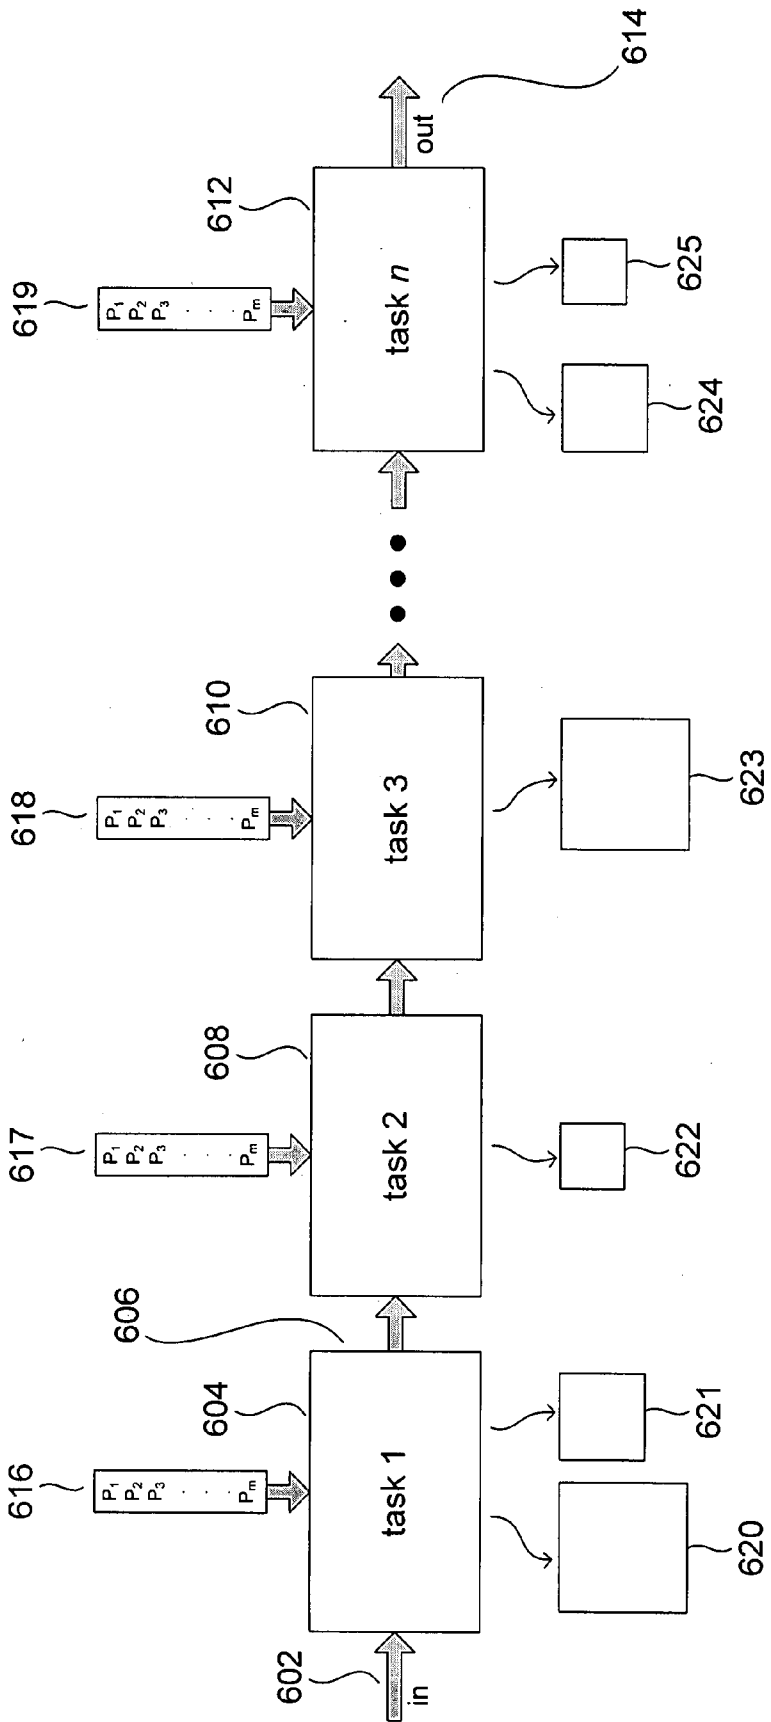 616
617
618
619
P₁
P₂
P₃
. . .
Pₘ
P₁
P₂
P₃
. . .
Pₘ
P₁
P₂
P₃
. . .
Pₘ
P₁
P₂
P₃
. . .
Pₘ
604
606
608
610
612
602
in
task 1
task 2
task 3
task n
out
614
620
621
622
623
624
625